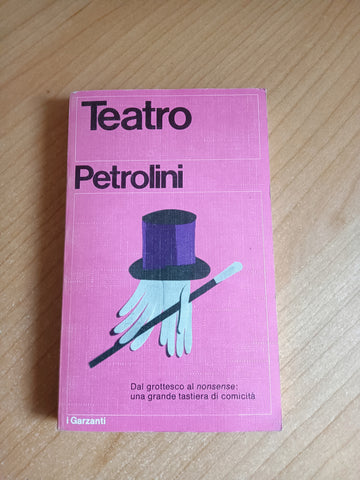 Teatro
Petrolini
Dal grottesco al nonsense:
una grande tastiera di comicità
i Garzanti